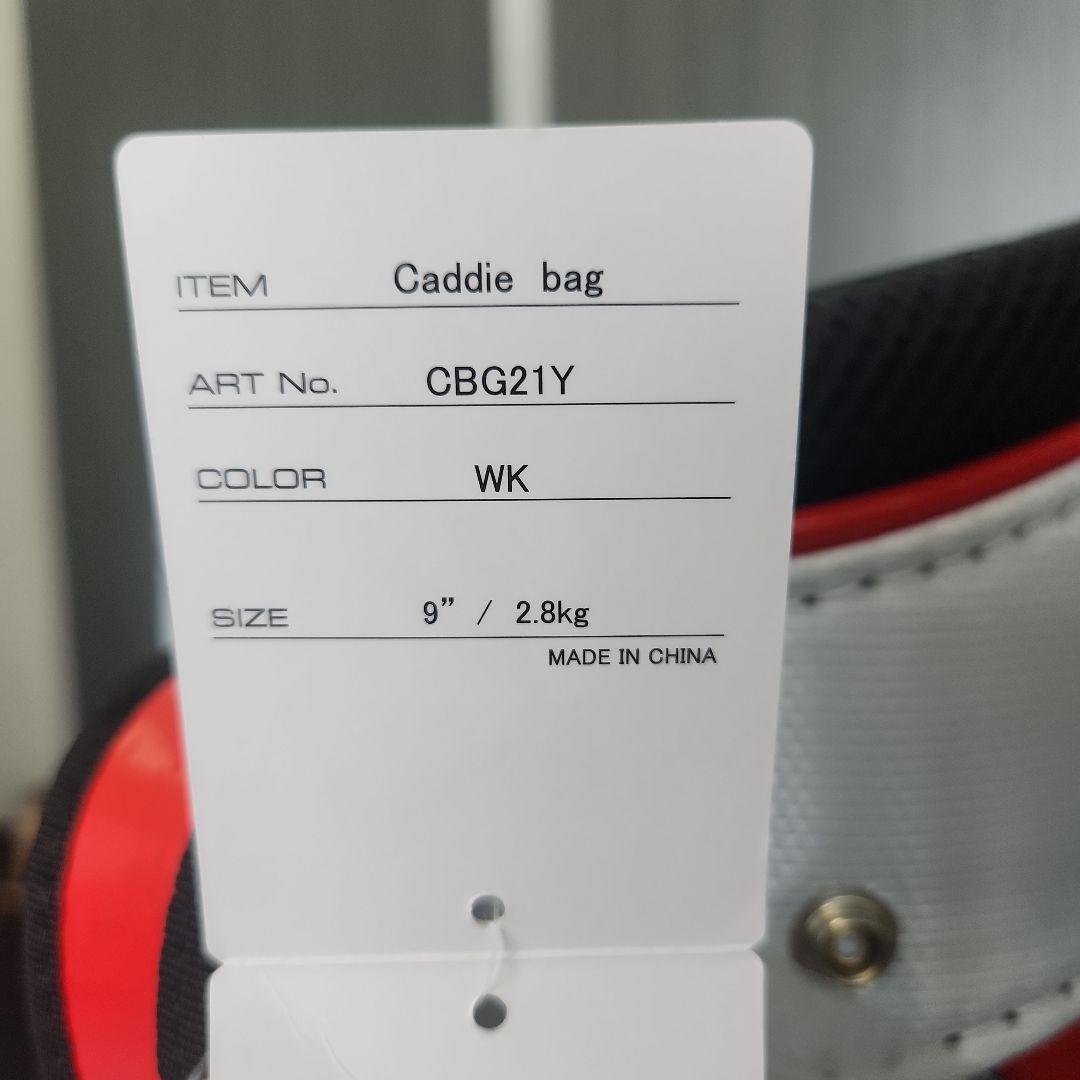 ITEM Caddie bag
ART No. CBG21Y
COLOR WK
SIZE 9” / 2.8kg
MADE IN CHINA